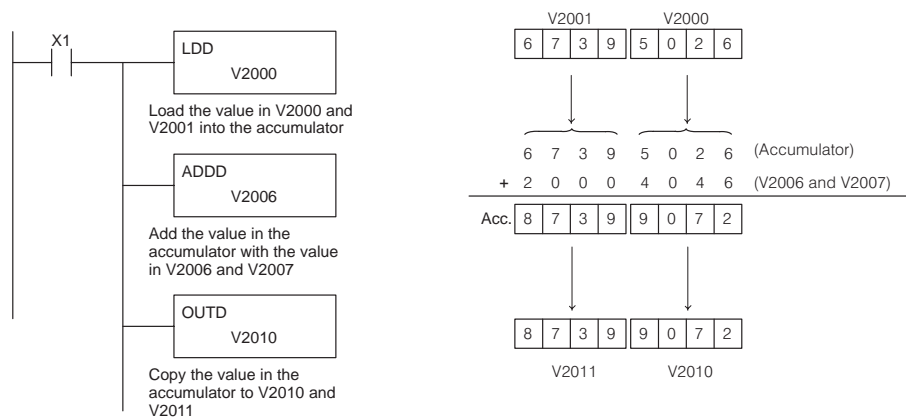 X1
LDD
V2000
Load the value in V2000 and
V2001 into the accumulator
ADDD
V2006
Add the value in the
accumulator with the value
in V2006 and V2007
OUTD
V2010
Copy the value in the
accumulator to V2010 and
V2011
V2001 V2000
6 7 3 9 5 0 2 6
6 7 3 9 5 0 2 6 (Accumulator)
+ 2 0 0 0 4 0 4 6 (V2006 and V2007)
Acc. 8 7 3 9 9 0 7 2
8 7 3 9 9 0 7 2
V2011 V2010